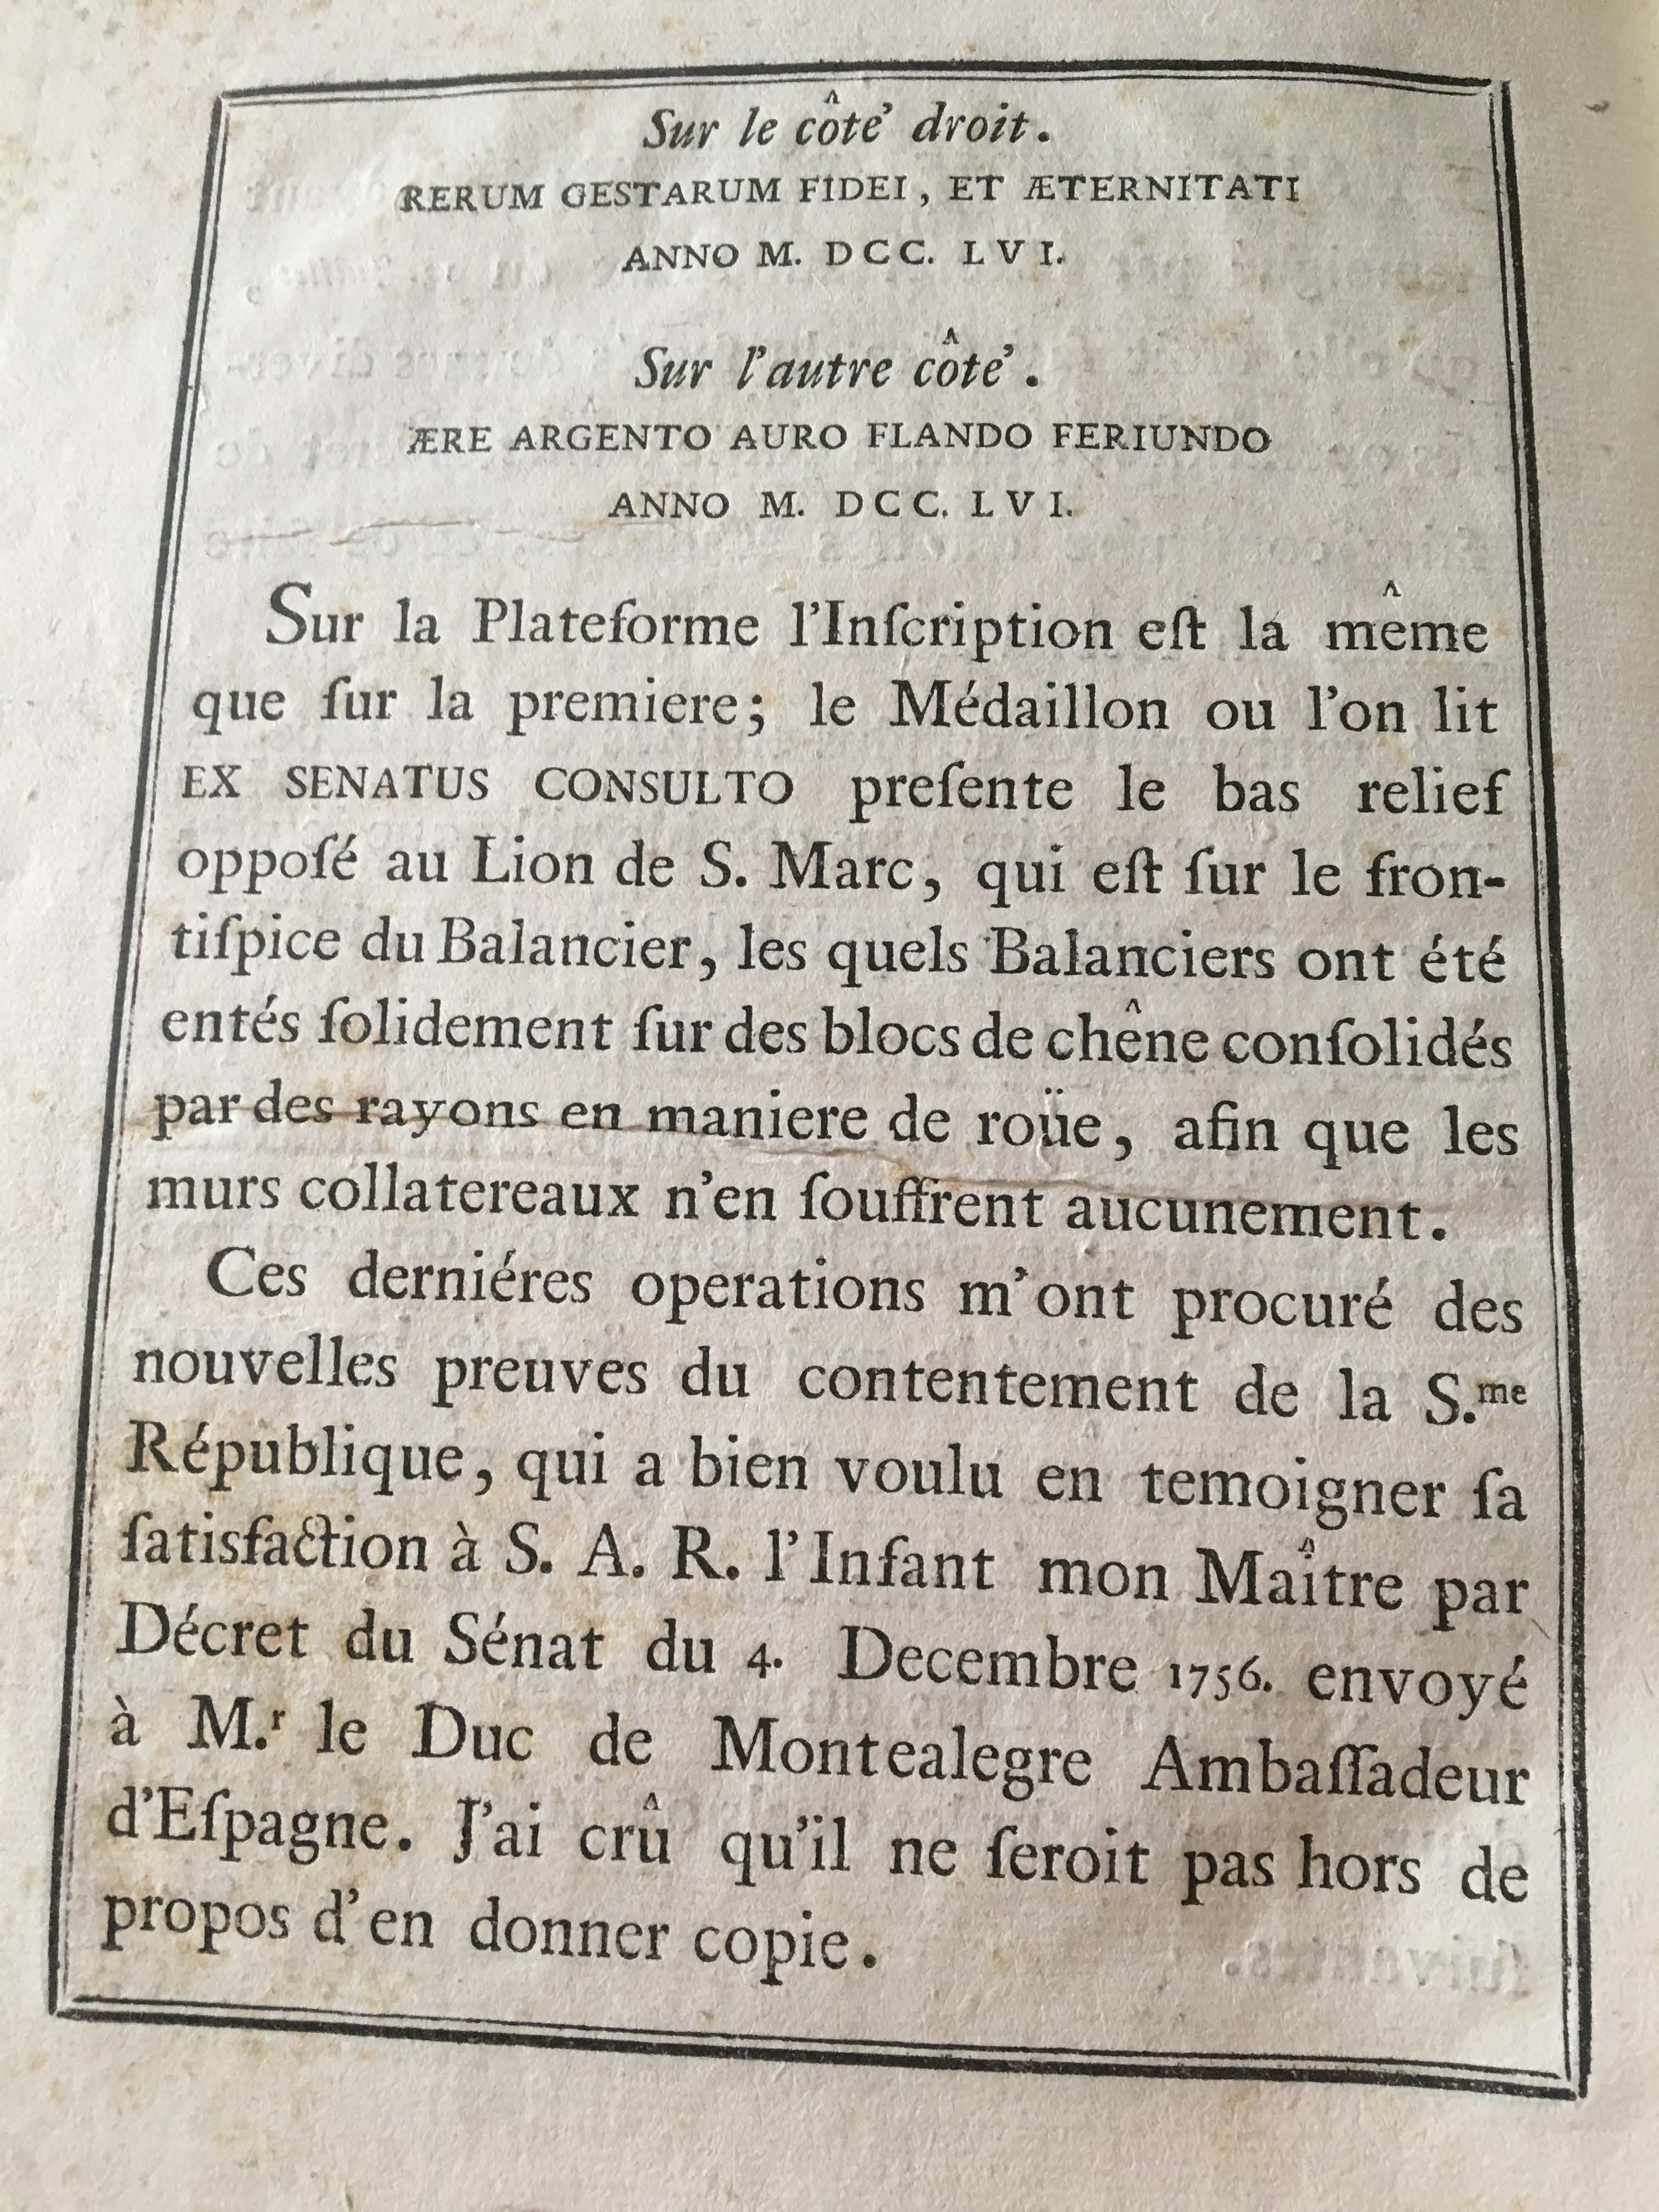 Sur le côté droit.
RERUM GESTARUM FIDEI, ET ÆTERNITATI
ANNO M. DCC. LVI.
Sur l'autre côté.
ÆRE ARGENTO AURO FLANDO FERIUNDO
ANNO M. DCC. LVI.
Sur la Plateforme l'Inſcription eſt la même
que ſur la premiere; le Médaillon ou l'on lit
EX SENATUS CONSULTO preſente le bas relief
oppoſé au Lion de S. Marc, qui eſt ſur le fron-
tiſpice du Balancier, les quels Balanciers ont été
entés ſolidement ſur des blocs de chêne conſolidés
par des rayons en maniere de roüe, afin que les
murs collatereaux n'en ſouffrent aucunement.
Ces derniéres operations m'ont procuré des
nouvelles preuves du contentement de la S.me
République, qui a bien voulu en temoigner ſa
ſatisfaction à S. A. R. l'Infant mon Maître par
Décret du Sénat du 4. Decembre 1756. envoyé
à M.r le Duc de Montealegre Ambaſſadeur
d'Eſpagne. J'ai crû qu'il ne ſeroit pas hors de
propos d'en donner copie.